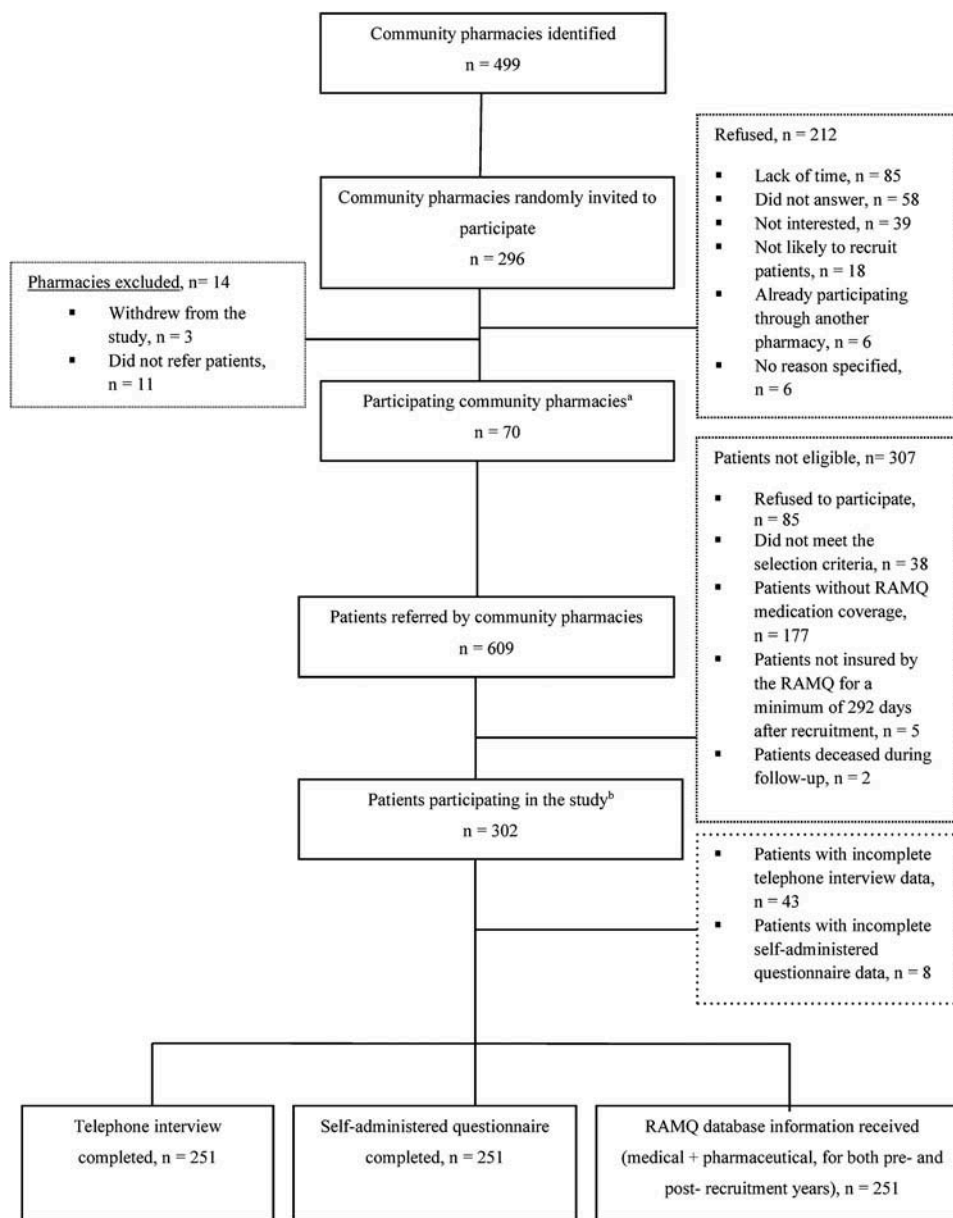 Community pharmacies identified
n = 499
Refused, n = 212
▪ Lack of time, n = 85
▪ Did not answer, n = 58
▪ Not interested, n = 39
▪ Not likely to recruit
patients, n = 18
▪ Already participating
through another
pharmacy, n = 6
▪ No reason specified,
n = 6
Community pharmacies randomly invited to
participate
n = 296
Pharmacies excluded, n= 14
▪ Withdrew from the
study, n = 3
▪ Did not refer patients,
n = 11
Participating community pharmaciesᵃ
n = 70
Patients not eligible, n= 307
▪ Refused to participate,
n = 85
▪ Did not meet the
selection criteria, n = 38
▪ Patients without RAMQ
medication coverage,
n = 177
▪ Patients not insured by
the RAMQ for a
minimum of 292 days
after recruitment, n = 5
▪ Patients deceased during
follow-up, n = 2
Patients referred by community pharmacies
n = 609
Patients participating in the studyᵇ
n = 302
▪ Patients with incomplete
telephone interview data,
n = 43
▪ Patients with incomplete
self-administered
questionnaire data, n = 8
Telephone interview
completed, n = 251
Self-administered questionnaire
completed, n = 251
RAMQ database information received
(medical + pharmaceutical, for both pre- and
post- recruitment years), n = 251